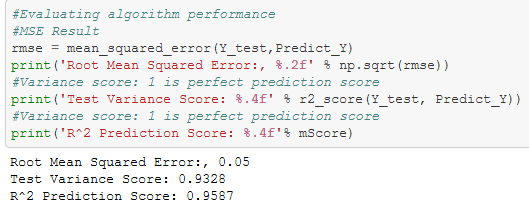 #Evaluating algorithm performance
#MSE Result
rmse = mean_squared_error(Y_test,Predict_Y)
print('Root Mean Squared Error:, %.2f' % np.sqrt(rmse))
#Variance score: 1 is perfect prediction score
print('Test Variance Score: %.4f' % r2_score(Y_test, Predict_Y))
#Variance score: 1 is perfect prediction score
print('R^2 Prediction Score: %.4f'% mScore)
Root Mean Squared Error:, 0.05
Test Variance Score: 0.9328
R^2 Prediction Score: 0.9587